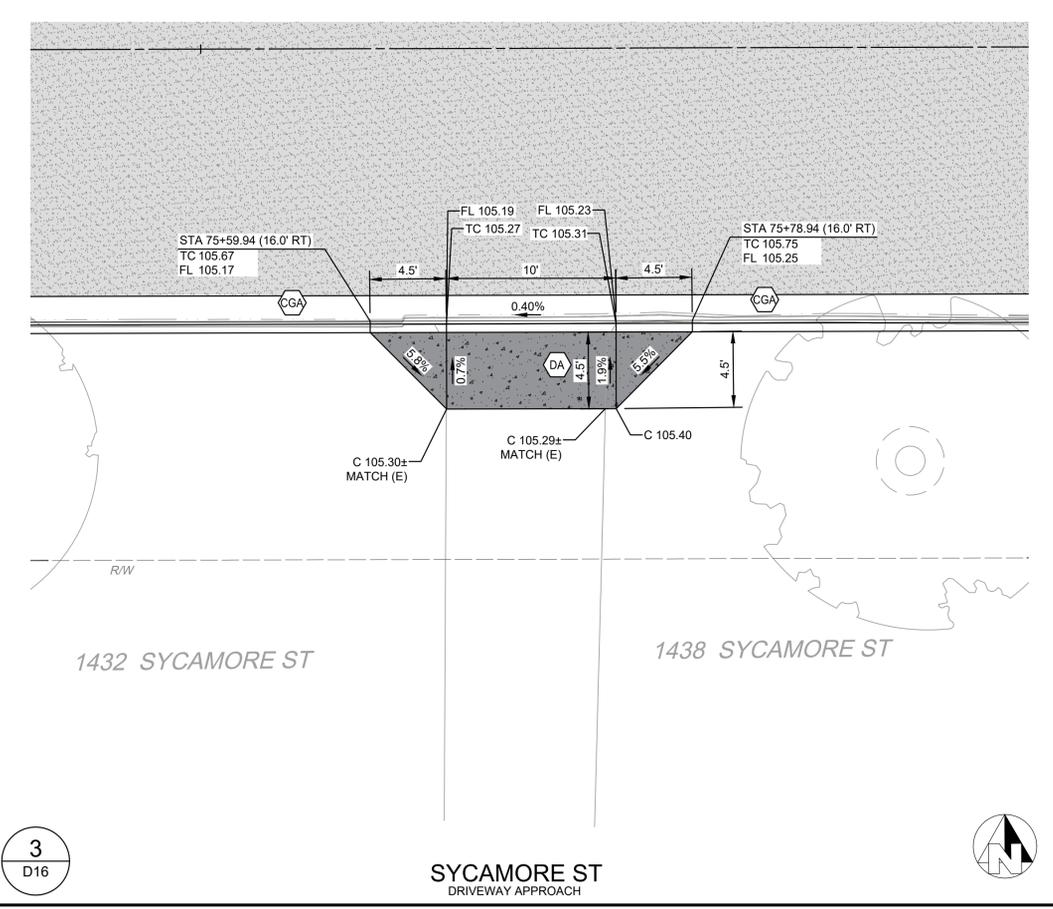 FL 105.19
FL 105.23
TC 105.27
TC 105.31
STA 75+59.94 (16.0' RT)
TC 105.67
FL 105.17
STA 75+78.94 (16.0' RT)
TC 105.75
FL 105.25
4.5'
10'
4.5'
CGA
0.40%
CGA
5.8%
0.7%
DA
4.5'
1.9%
5.5%
4.5'
C 105.30±
MATCH (E)
C 105.29±
MATCH (E)
C 105.40
R/W
1432 SYCAMORE ST
1438 SYCAMORE ST
3
D16
SYCAMORE ST
DRIVEWAY APPROACH
N